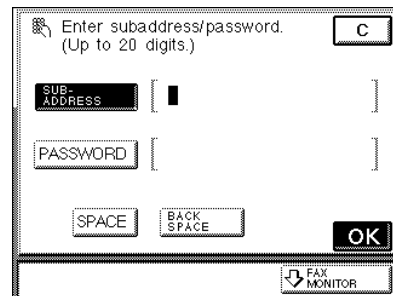 Enter subaddress/password.
(Up to 20 digits.)
C
SUB-
ADDRESS
PASSWORD
SPACE
BACK
SPACE
OK
FAX
MONITOR